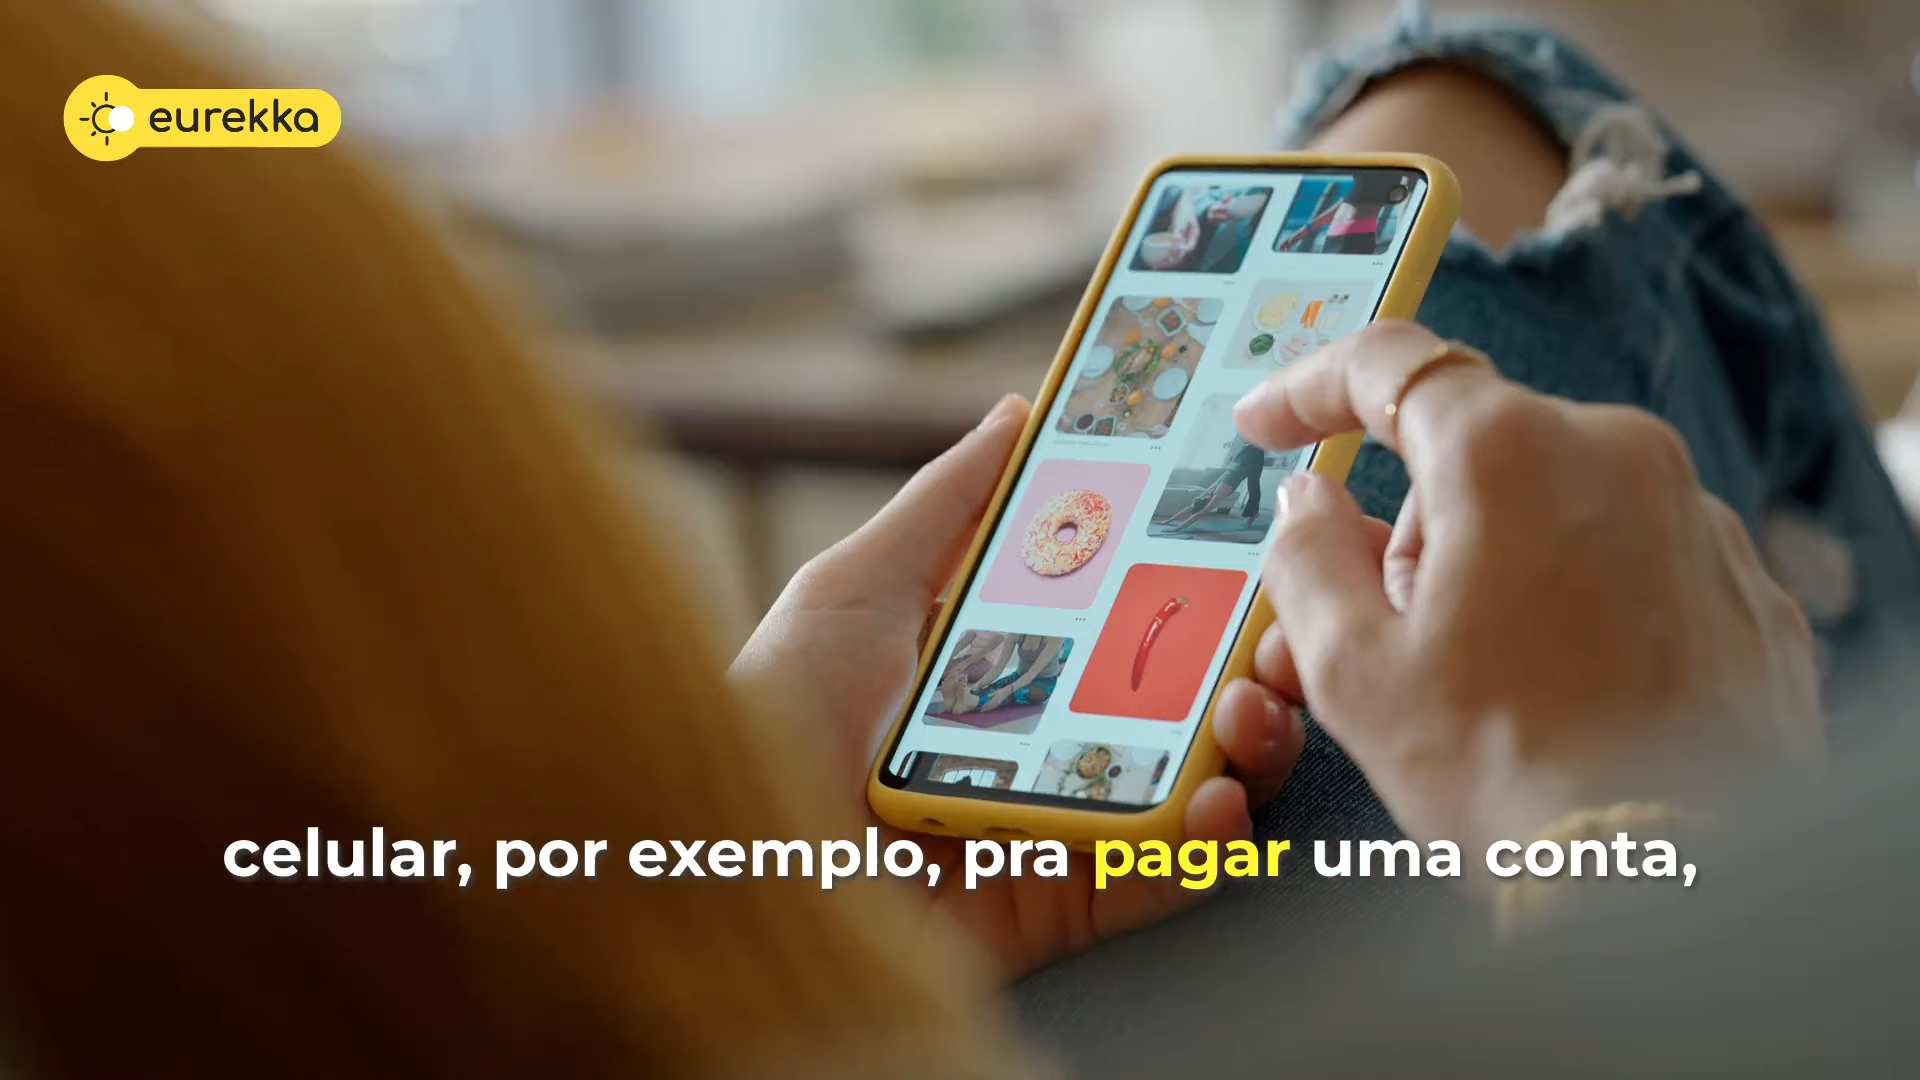 eurekka
celular, por exemplo, pra pagar uma conta,